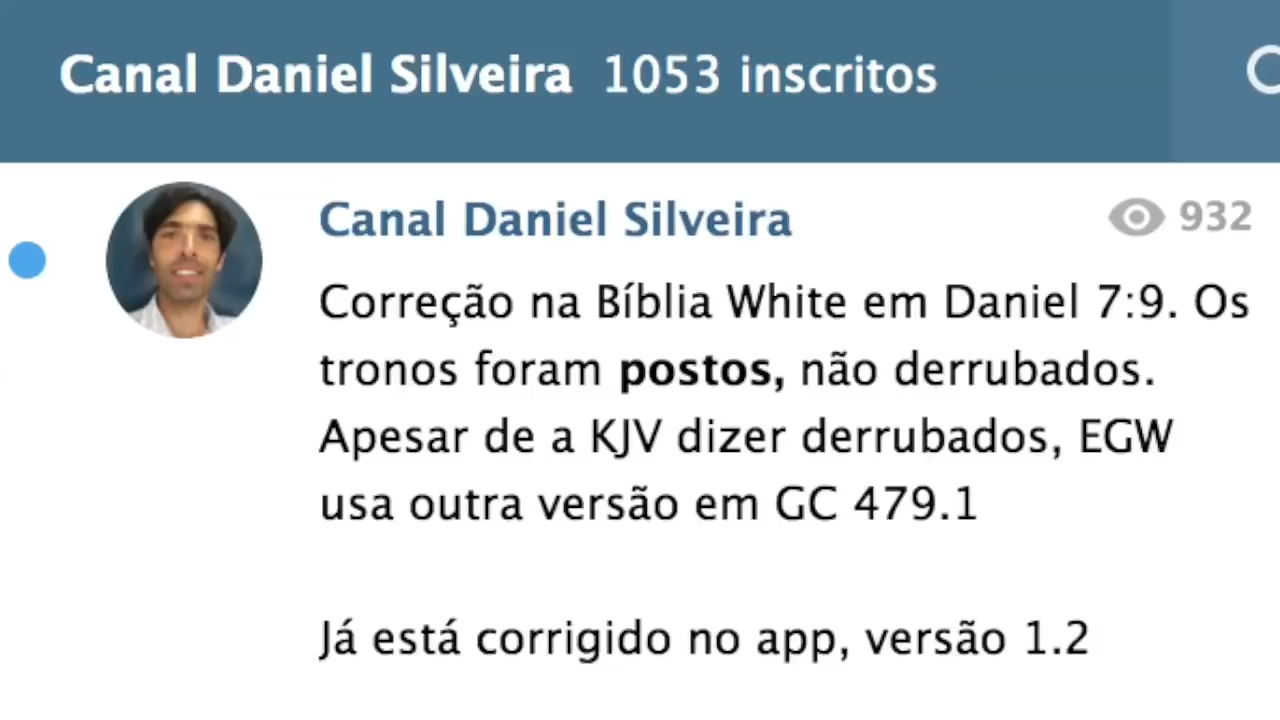 Canal Daniel Silveira 1053 inscritos
Canal Daniel Silveira 932
Correção na Bíblia White em Daniel 7:9. Os
tronos foram postos, não derrubados.
Apesar de a KJV dizer derrubados, EGW
usa outra versão em GC 479.1
Já está corrigido no app, versão 1.2